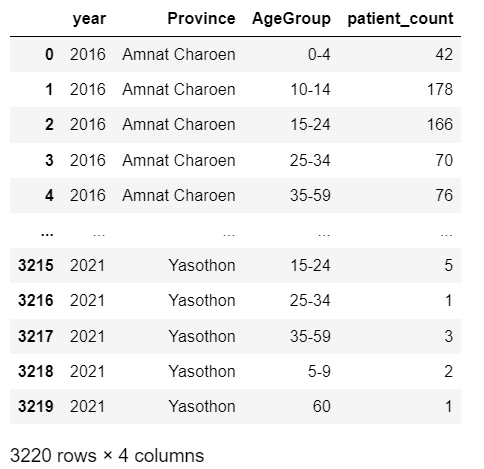 year Province AgeGroup patient_count
0 2016 Amnat Charoen 0-4 42
1 2016 Amnat Charoen 10-14 178
2 2016 Amnat Charoen 15-24 166
3 2016 Amnat Charoen 25-34 70
4 2016 Amnat Charoen 35-59 76
... ... ... ... ...
3215 2021 Yasothon 15-24 5
3216 2021 Yasothon 25-34 1
3217 2021 Yasothon 35-59 3
3218 2021 Yasothon 5-9 2
3219 2021 Yasothon 60 1
3220 rows × 4 columns